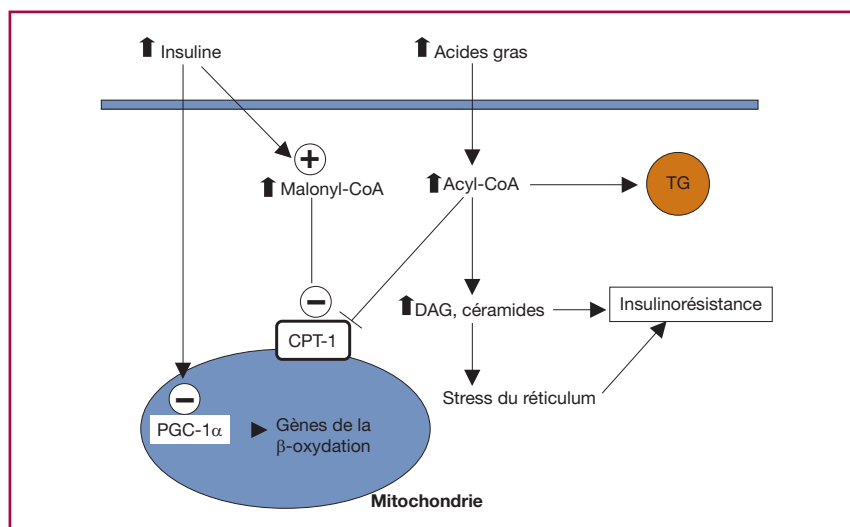 Insuline
Acides gras
+
Malonyl-CoA
Acyl-CoA
TG
−
CPT-1
DAG, céramides
Insulinorésistance
Stress du réticulum
−
PGC-1α
Gènes de la
β-oxydation
Mitochondrie